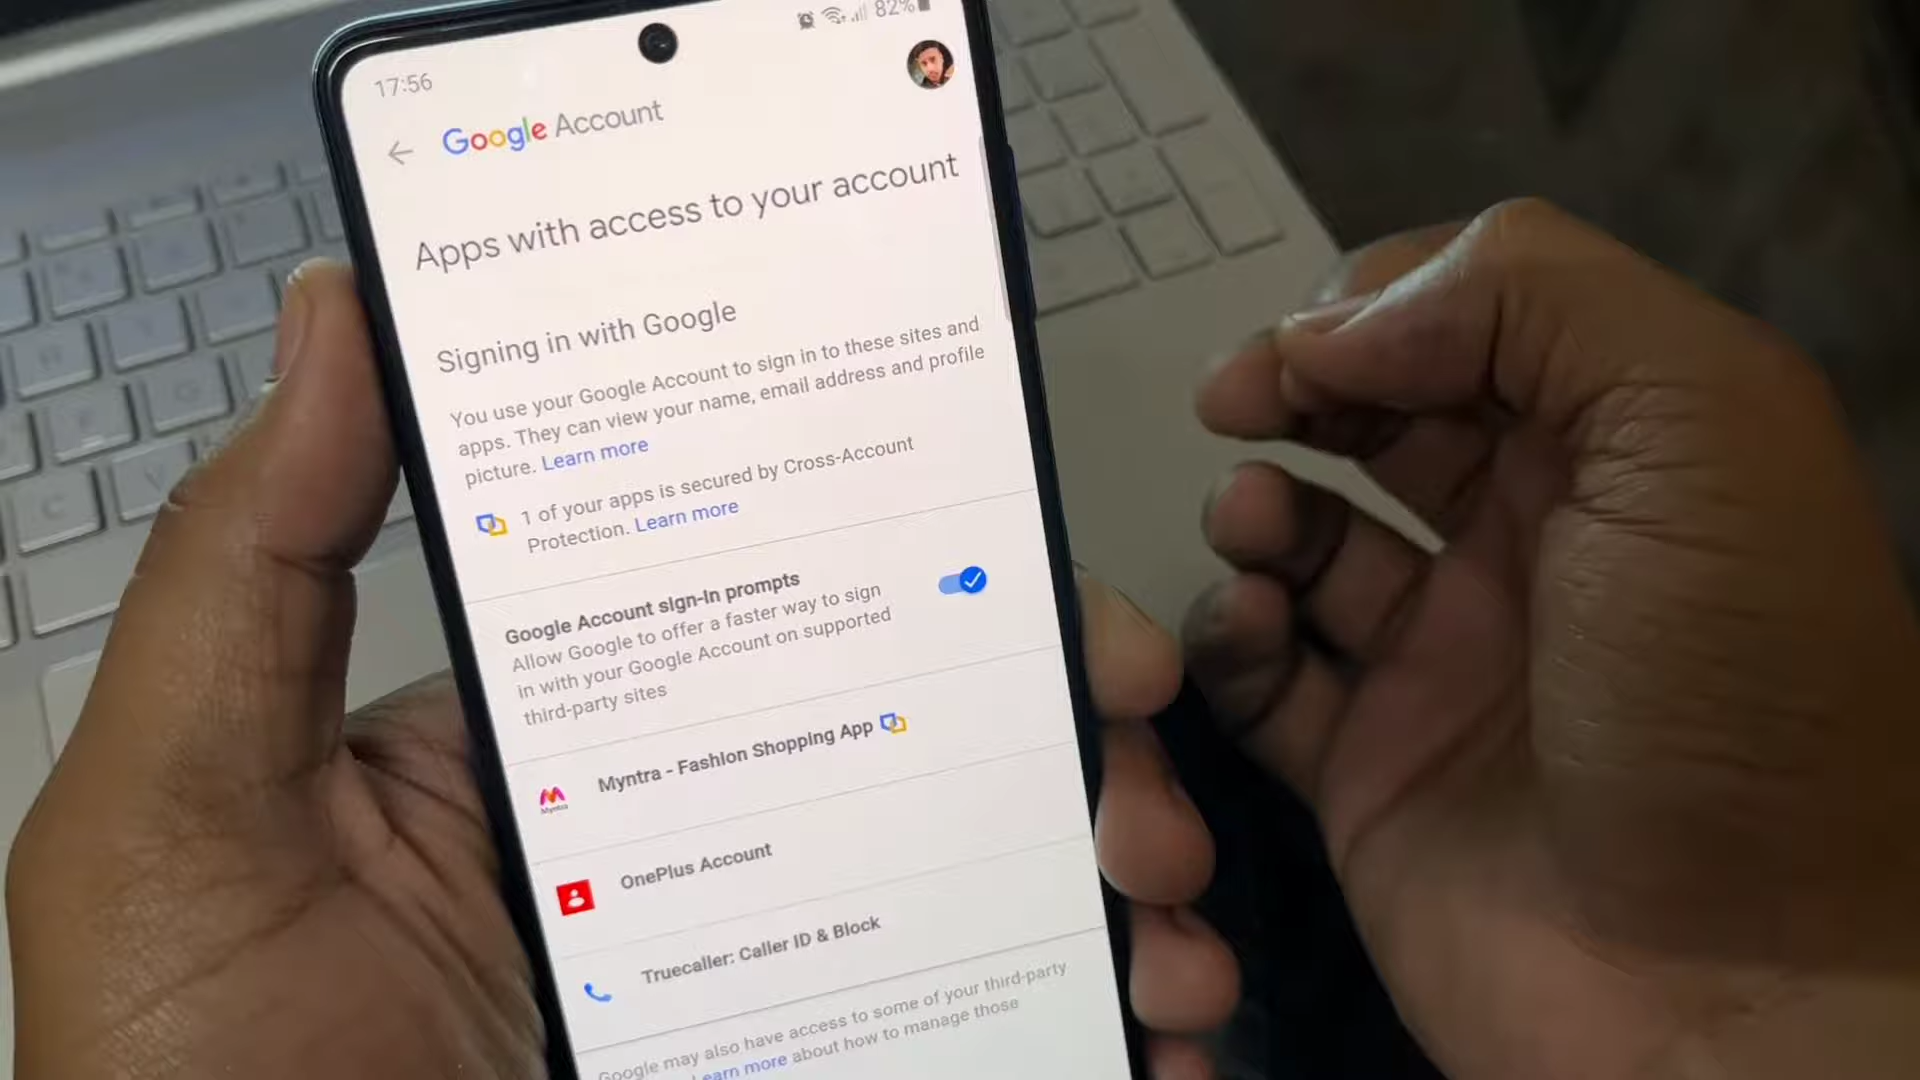 17:56
82%
Google Account
Apps with access to your account
Signing in with Google
You use your Google Account to sign in to these sites and
apps. They can view your name, email address and profile
picture. Learn more
1 of your apps is secured by Cross-Account
Protection. Learn more
Google Account sign-in prompts
Allow Google to offer a faster way to sign
in with your Google Account on supported
third-party sites
Myntra - Fashion Shopping App
Myntra
OnePlus Account
Truecaller: Caller ID & Block
Google may also have access to some of your third-party
Learn more about how to manage those
C
V